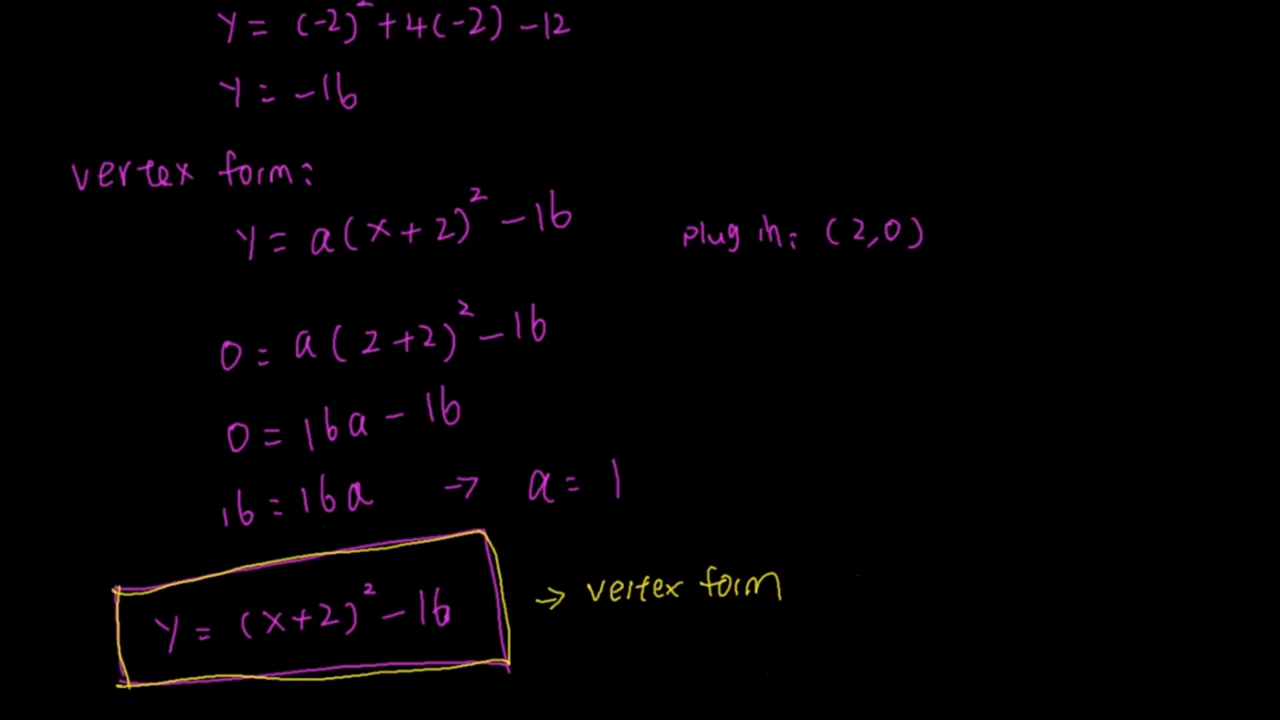 y = (-2)² + 4(-2) - 12
y = -16
vertex form:
y = a(x+2)² - 16
plug in: (2,0)
0 = a(2+2)² - 16
0 = 16a - 16
16 = 16a → a = 1
y = (x+2)² - 16 → vertex form